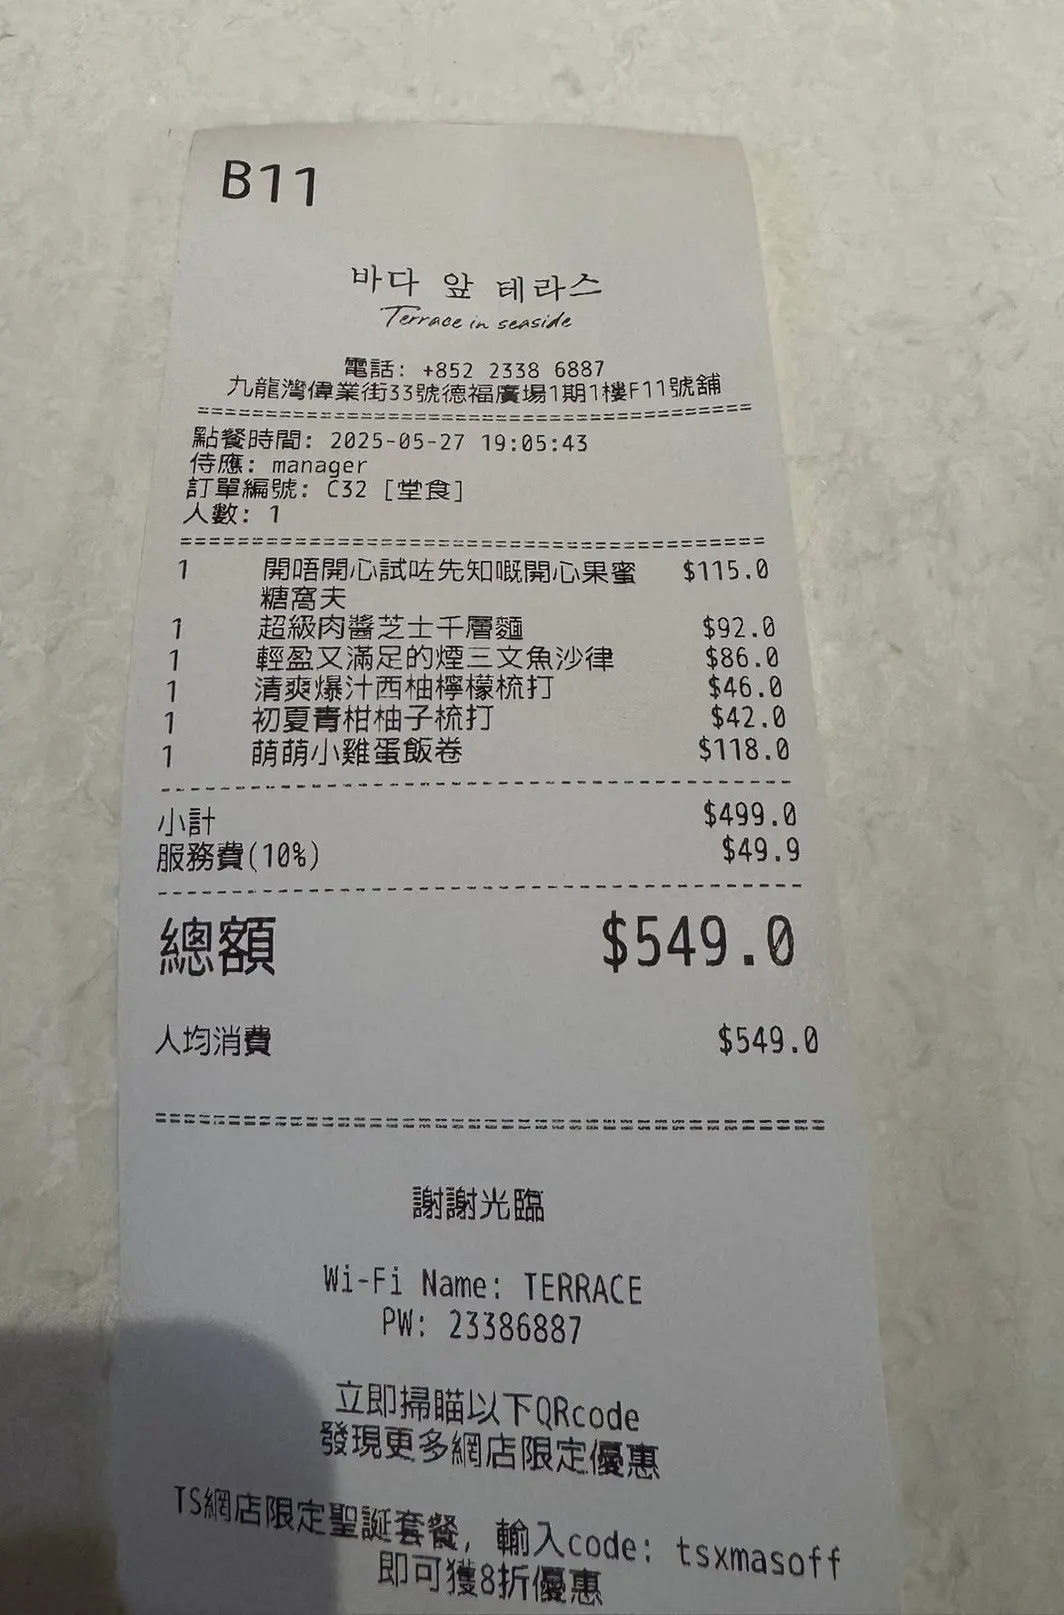 B11
바다 앞 테라스
Terrace in seaside
電話: +852 2338 6887
九龍灣偉業街33號德福廣場1期1樓F11號舖
點餐時間: 2025-05-27 19:05:43
侍應: manager
訂單編號: C32 [堂食]
人數: 1
1 開唔開心試咗先知嘅開心果蜜 $115.0
糖窩夫
1 超級肉醬芝士千層麵 $92.0
1 輕盈又滿足的煙三文魚沙律 $86.0
1 清爽爆汁西柚檸檬梳打 $46.0
1 初夏青柑柚子梳打 $42.0
1 萌萌小雞蛋飯卷 $118.0
小計 $499.0
服務費(10%) $49.9
總額 $549.0
人均消費 $549.0
謝謝光臨
Wi-Fi Name: TERRACE
PW: 23386887
立即掃瞄以下QRcode
發現更多網店限定優惠
TS網店限定聖誕套餐, 輸入code: tsxmasoff
即可獲8折優惠